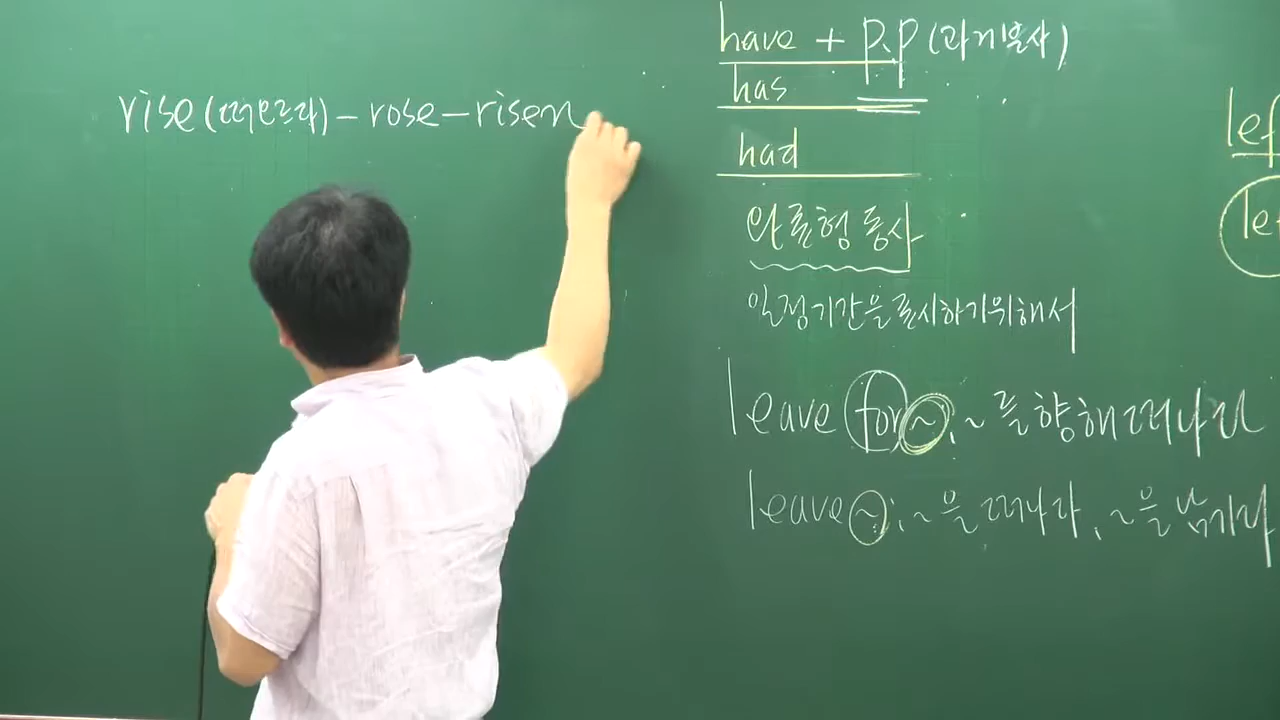 rise (떠오르다) - rose - risen
have + p.p (과거분사)
has
had
완료형 동사
일정기간을 표시하기위해서
leave for ~ : ~ 를 향해 떠나다
leave ~ : ~ 을 떠나다, ~ 을 남기다
lef
lef